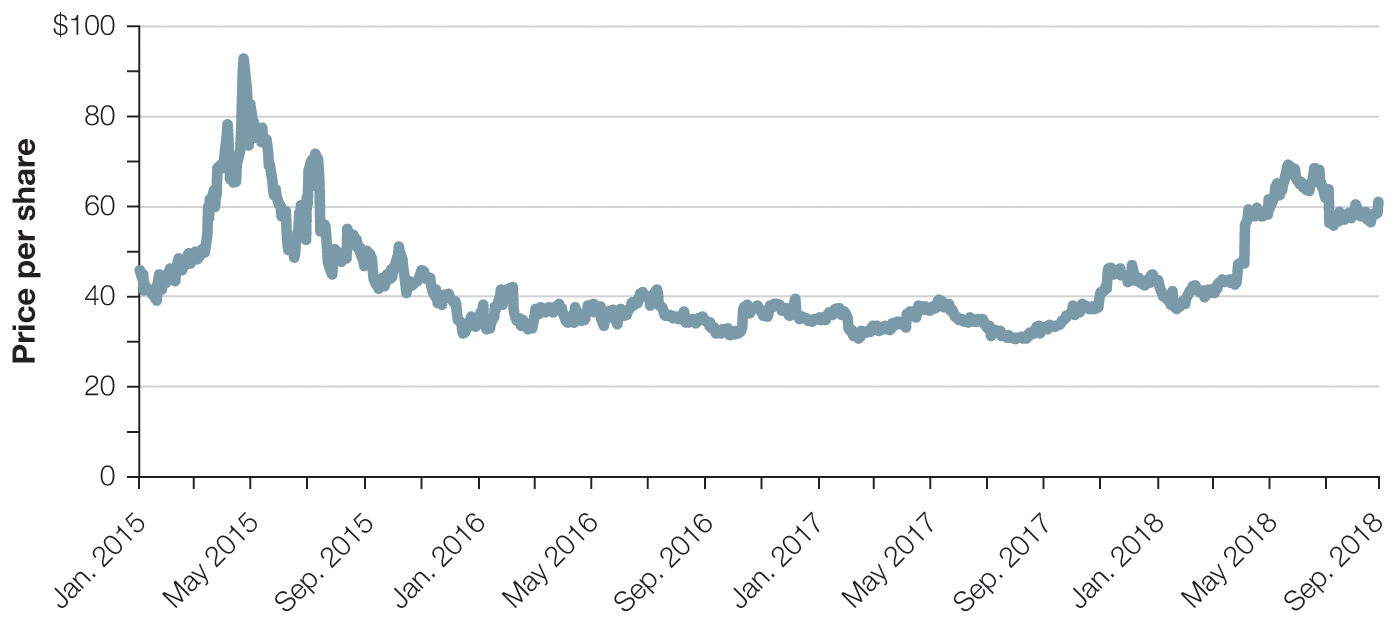 $100
80
60
40
20
0
Price per share
Jan. 2015
May 2015
Sep. 2015
Jan. 2016
May 2016
Sep. 2016
Jan. 2017
May 2017
Sep. 2017
Jan. 2018
May 2018
Sep. 2018